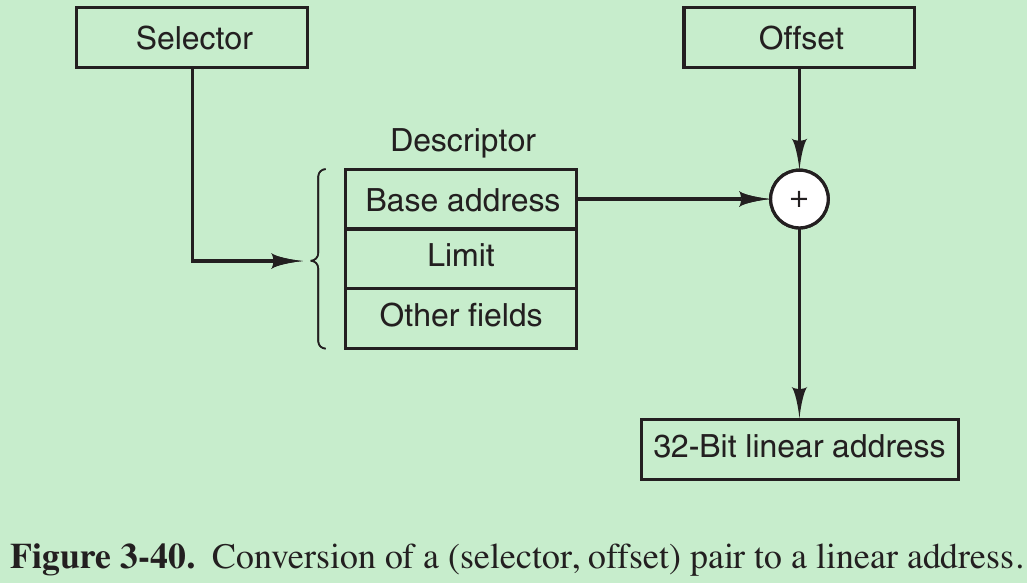 Selector
Offset
Descriptor
Base address
+
Limit
Other fields
32-Bit linear address
Figure 3-40. Conversion of a (selector, offset) pair to a linear address.